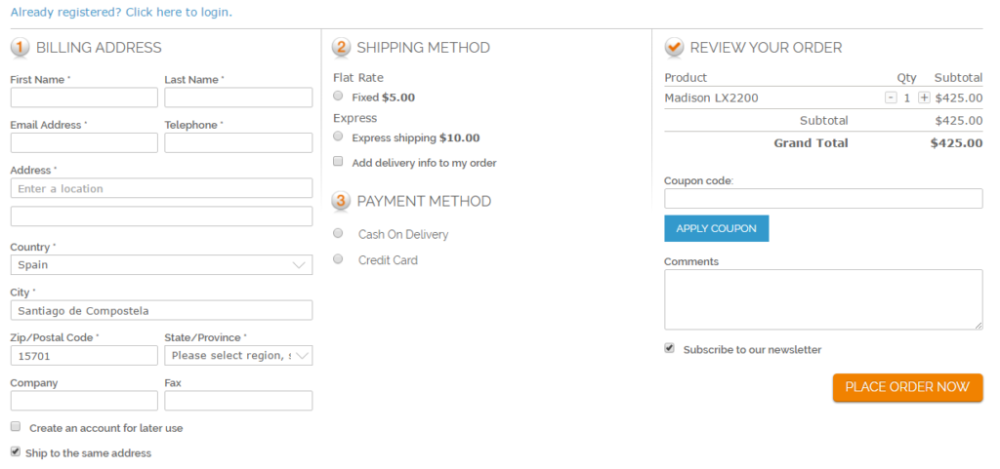 Already registered? Click here to login.
1 BILLING ADDRESS
First Name * Last Name *
Email Address * Telephone *
Address *
Enter a location
Country *
Spain
City *
Santiago de Compostela
Zip/Postal Code * State/Province *
15701 Please select region, s
Company Fax
Create an account for later use
Ship to the same address
2 SHIPPING METHOD
Flat Rate
Fixed $5.00
Express
Express shipping $10.00
Add delivery info to my order
3 PAYMENT METHOD
Cash On Delivery
Credit Card
REVIEW YOUR ORDER
Product Qty Subtotal
Madison LX2200 - 1 + $425.00
Subtotal $425.00
Grand Total $425.00
Coupon code:
APPLY COUPON
Comments
Subscribe to our newsletter
PLACE ORDER NOW